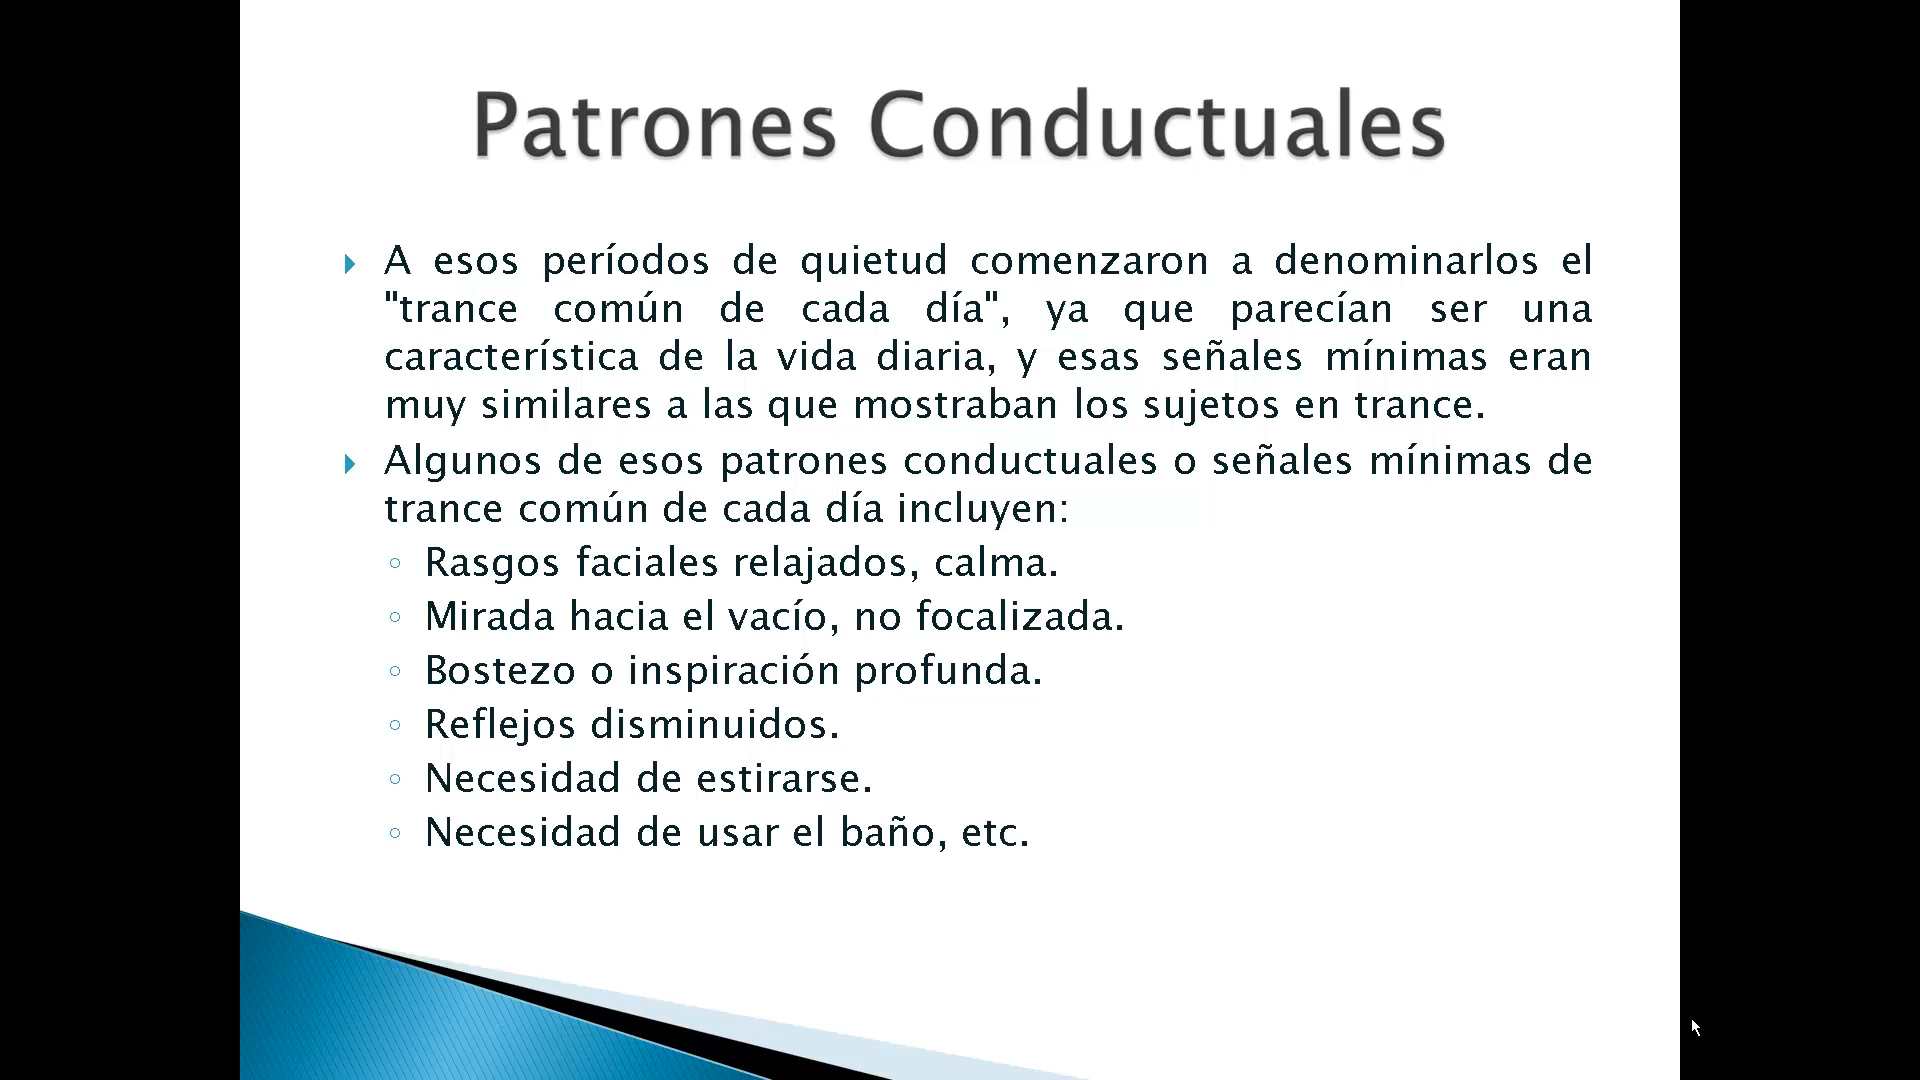 Patrones Conductuales
A esos períodos de quietud comenzaron a denominarlos el
"trance común de cada día", ya que parecían ser una
característica de la vida diaria, y esas señales mínimas eran
muy similares a las que mostraban los sujetos en trance.
Algunos de esos patrones conductuales o señales mínimas de
trance común de cada día incluyen:
Rasgos faciales relajados, calma.
Mirada hacia el vacío, no focalizada.
Bostezo o inspiración profunda.
Reflejos disminuidos.
Necesidad de estirarse.
Necesidad de usar el baño, etc.